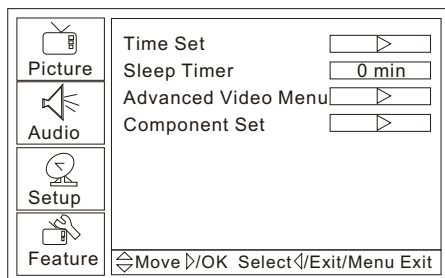 Picture
Audio
Setup
Feature
Time Set
Sleep Timer 0 min
Advanced Video Menu
Component Set
Move /OK Select /Exit/Menu Exit